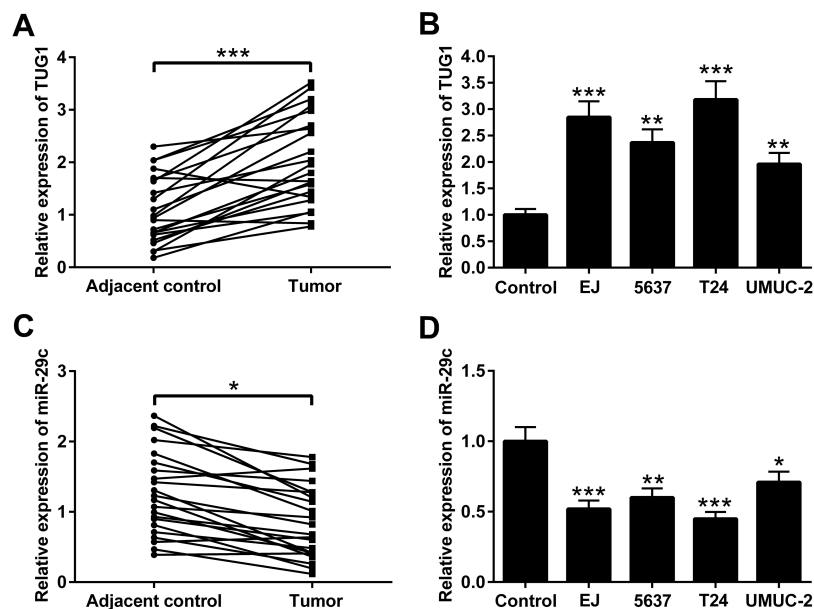 A
Relative expression of TUG1
4
3
2
1
0
***
Adjacent control
Tumor
B
Relative expression of TUG1
4.0
3.5
3.0
2.5
2.0
1.5
1.0
0.5
0.0
***
**
***
**
Control
EJ
5637
T24
UMUC-2
C
Relative expression of miR-29c
3
2
1
0
*
Adjacent control
Tumor
D
Relative expression of miR-29c
1.5
1.0
0.5
0.0
***
**
***
*
Control
EJ
5637
T24
UMUC-2